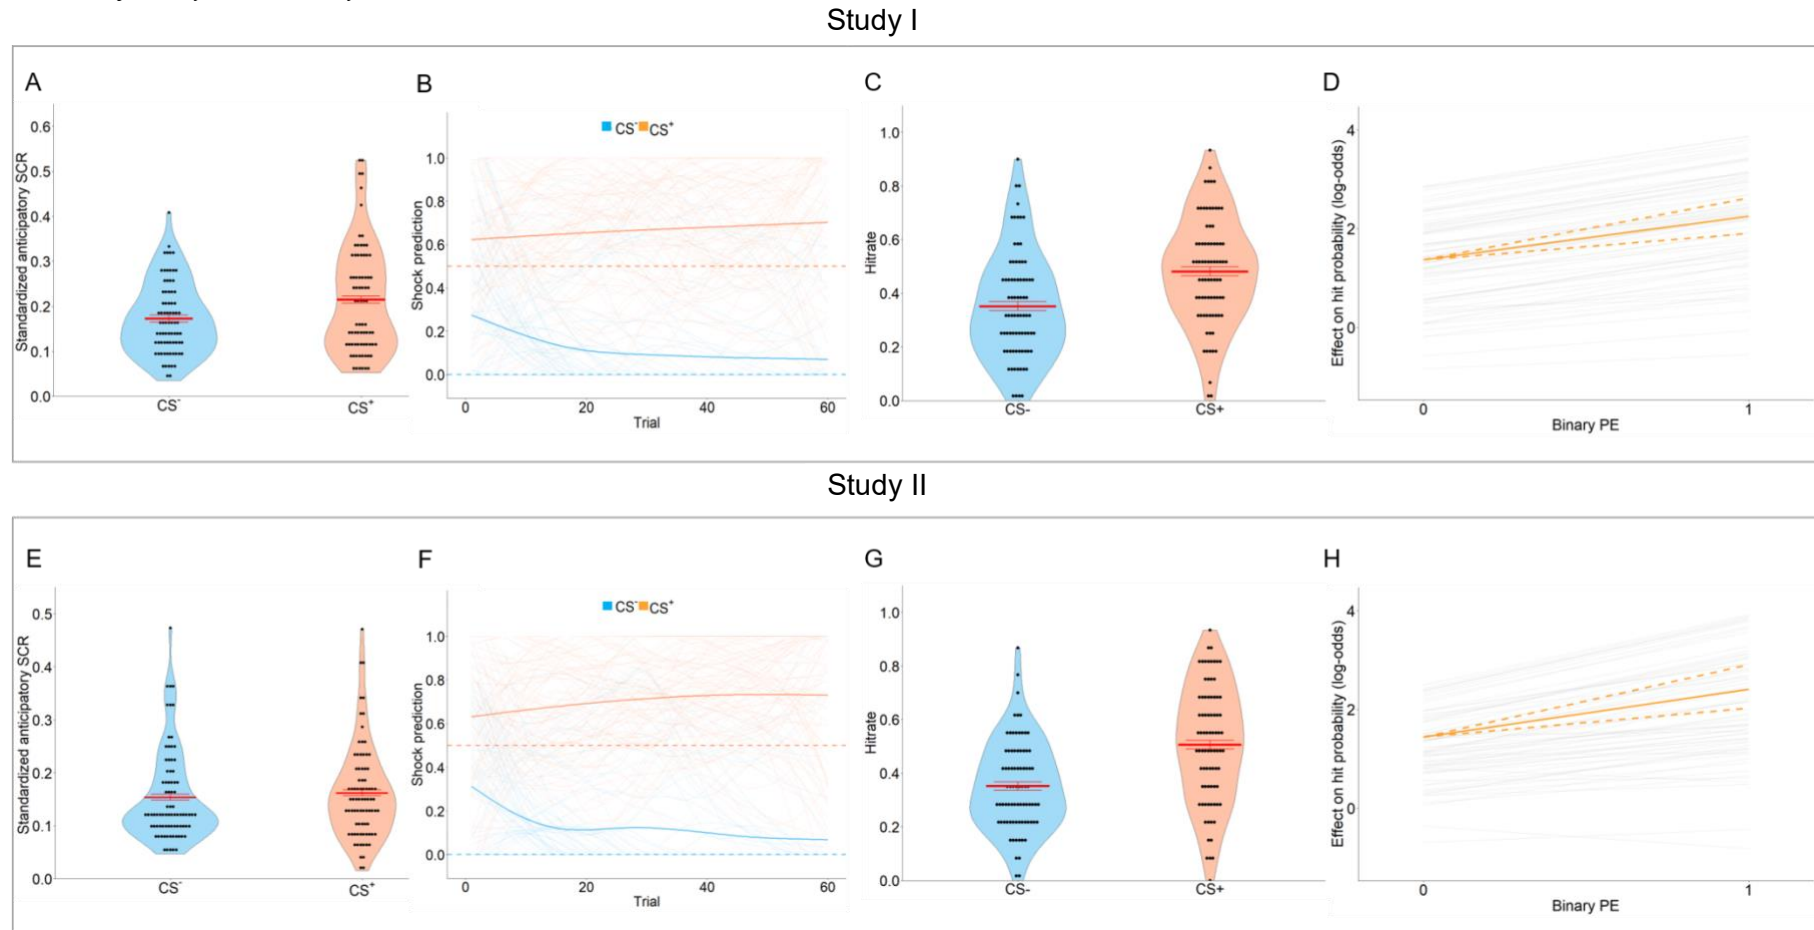 Study I
A
B
C
D
Standardized anticipatory SCR
0.6
0.5
0.4
0.3
0.2
0.1
0.0
CS-
CS+
CS- CS+
Shock prediction
1.0
0.8
0.6
0.4
0.2
0.0
0
20
40
60
Trial
Hitrate
1.0
0.8
0.6
0.4
0.2
0.0
CS-
CS+
Effect on hit probability (log-odds)
4
2
0
0
1
Binary PE
Study II
E
F
G
H
Standardized anticipatory SCR
0.5
0.4
0.3
0.2
0.1
0.0
CS-
CS+
CS- CS+
Shock prediction
1.0
0.8
0.6
0.4
0.2
0.0
0
20
40
60
Trial
Hitrate
1.0
0.8
0.6
0.4
0.2
0.0
CS-
CS+
Effect on hit probability (log-odds)
4
2
0
0
1
Binary PE